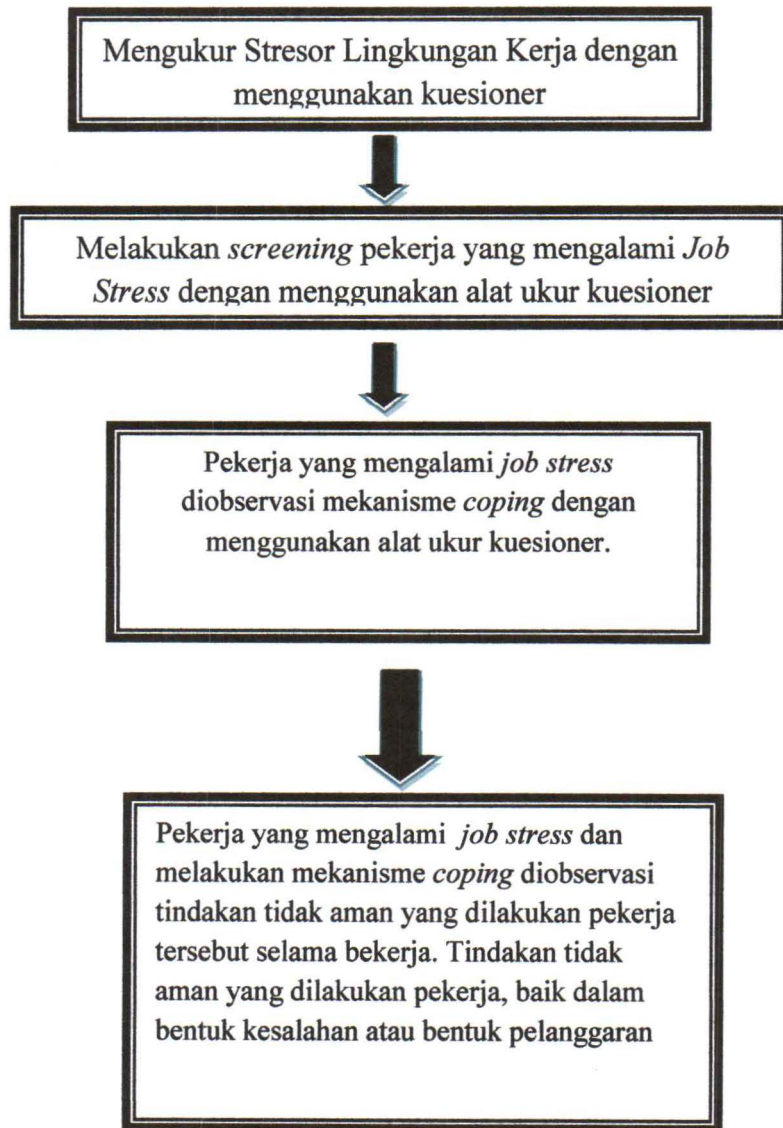 Mengukur Stresor Lingkungan Kerja dengan
menggunakan kuesioner
Melakukan screening pekerja yang mengalami Job
Stress dengan menggunakan alat ukur kuesioner
Pekerja yang mengalami job stress
diobservasi mekanisme coping dengan
menggunakan alat ukur kuesioner.
Pekerja yang mengalami job stress dan
melakukan mekanisme coping diobservasi
tindakan tidak aman yang dilakukan pekerja
tersebut selama bekerja. Tindakan tidak
aman yang dilakukan pekerja, baik dalam
bentuk kesalahan atau bentuk pelanggaran